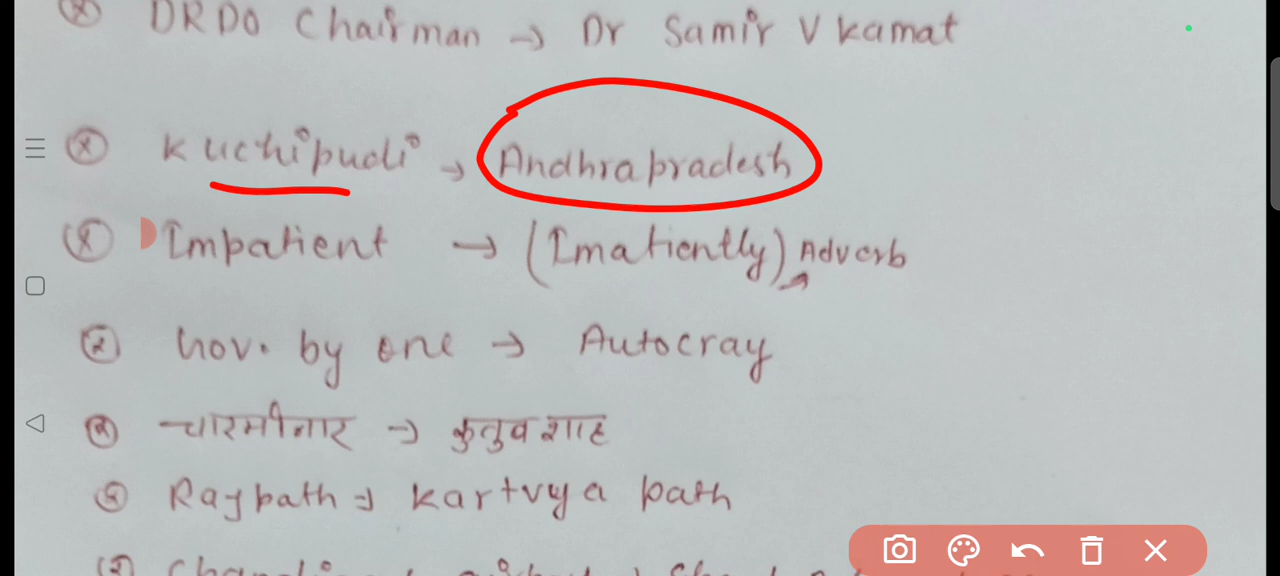 DRDO Chairman → Dr Samir V Kamat
Kuchipudi → Andhrapradesh
Impatient → (Imatiently) Adverb
Gov. by one → Autocray
चारमीनार → कुतुबशाह
Rajpath → Kartvya path